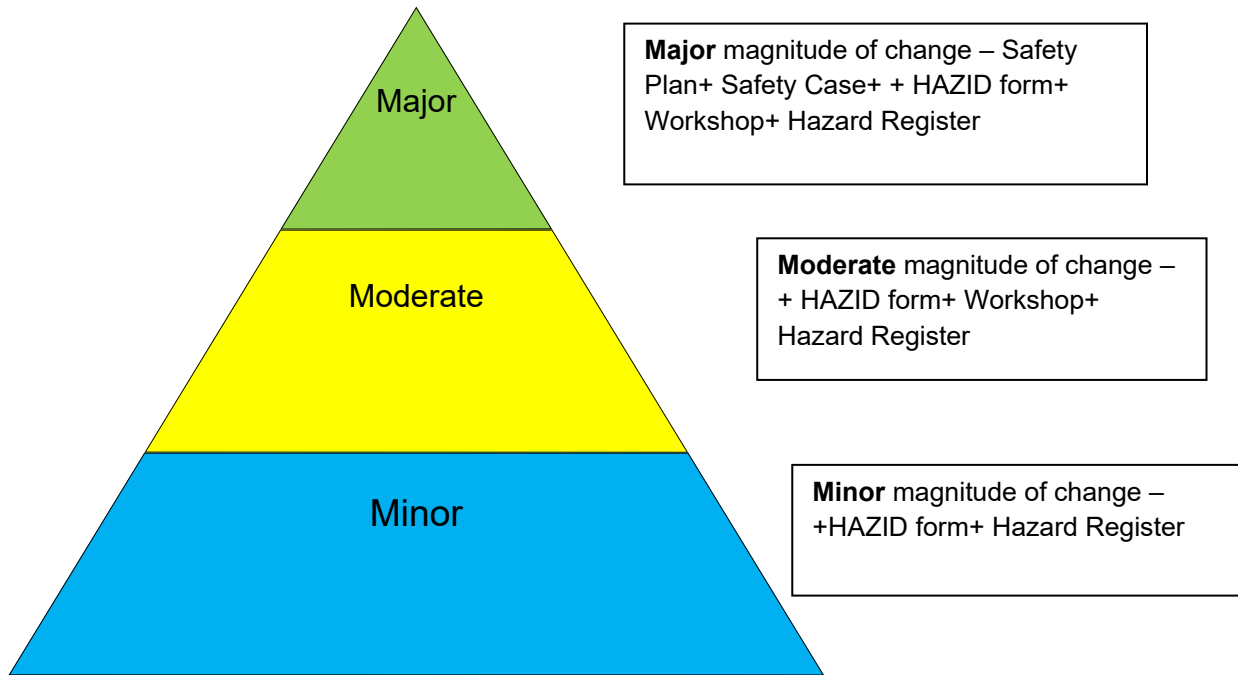 Major
Major magnitude of change – Safety
Plan+ Safety Case+ + HAZID form+
Workshop+ Hazard Register
Moderate
Moderate magnitude of change –
+ HAZID form+ Workshop+
Hazard Register
Minor
Minor magnitude of change –
+HAZID form+ Hazard Register